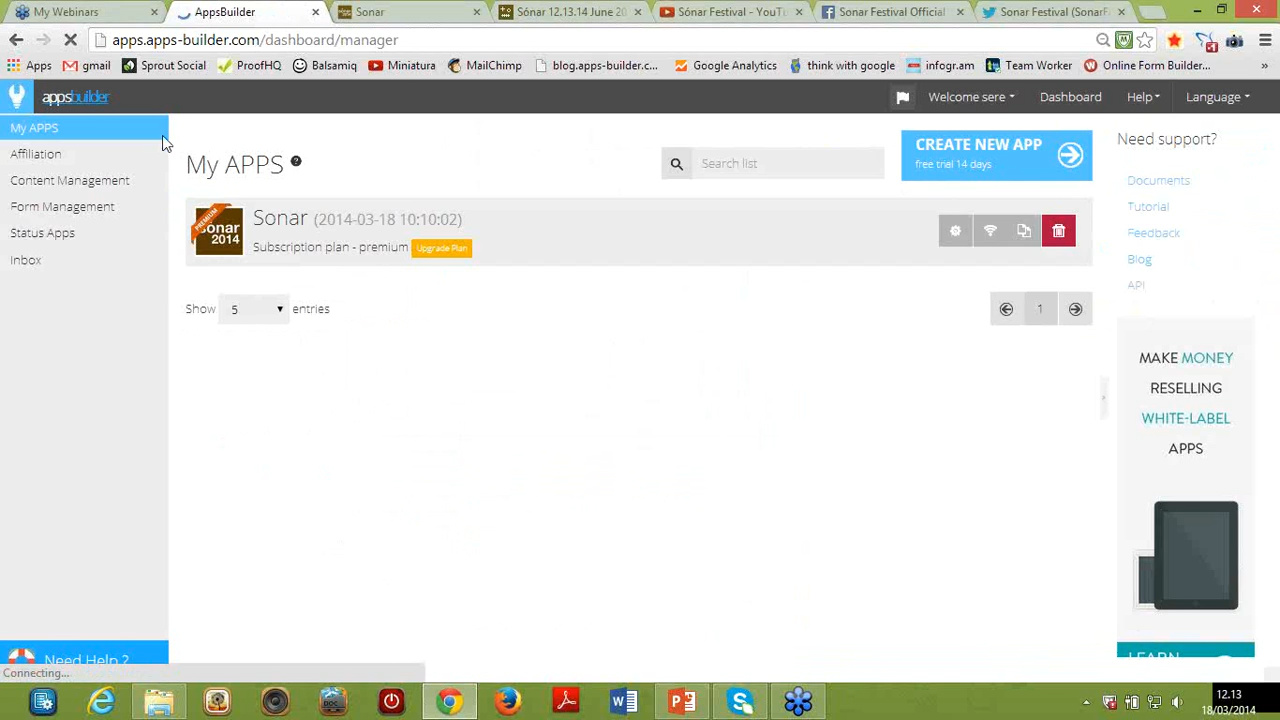 My Webinars
AppsBuilder
Sonar
Sónar 12.13.14 June 20
Sónar Festival - YouT
Sonar Festival Official
Sonar Festival (SonarF
apps.apps-builder.com/dashboard/manager
Apps
gmail
Sprout Social
ProofHQ
Balsamiq
Miniatura
MailChimp
blog.apps-builder.c...
Google Analytics
think with google
infogr.am
Team Worker
Online Form Builder...
appsbuilder
Welcome sere
Dashboard
Help
Language
My APPS
Affiliation
Content Management
Form Management
Status Apps
Inbox
Need Help ?
My APPS
Search list
CREATE NEW APP
free trial 14 days
PREMIUM
Sonar
2014
Sonar (2014-03-18 10:10:02)
Subscription plan - premium Upgrade Plan
Show 5 entries
1
Need support?
Documents
Tutorial
Feedback
Blog
API
MAKE MONEY
RESELLING
WHITE-LABEL
APPS
LEARN
Connecting...
12.13
18/03/2014